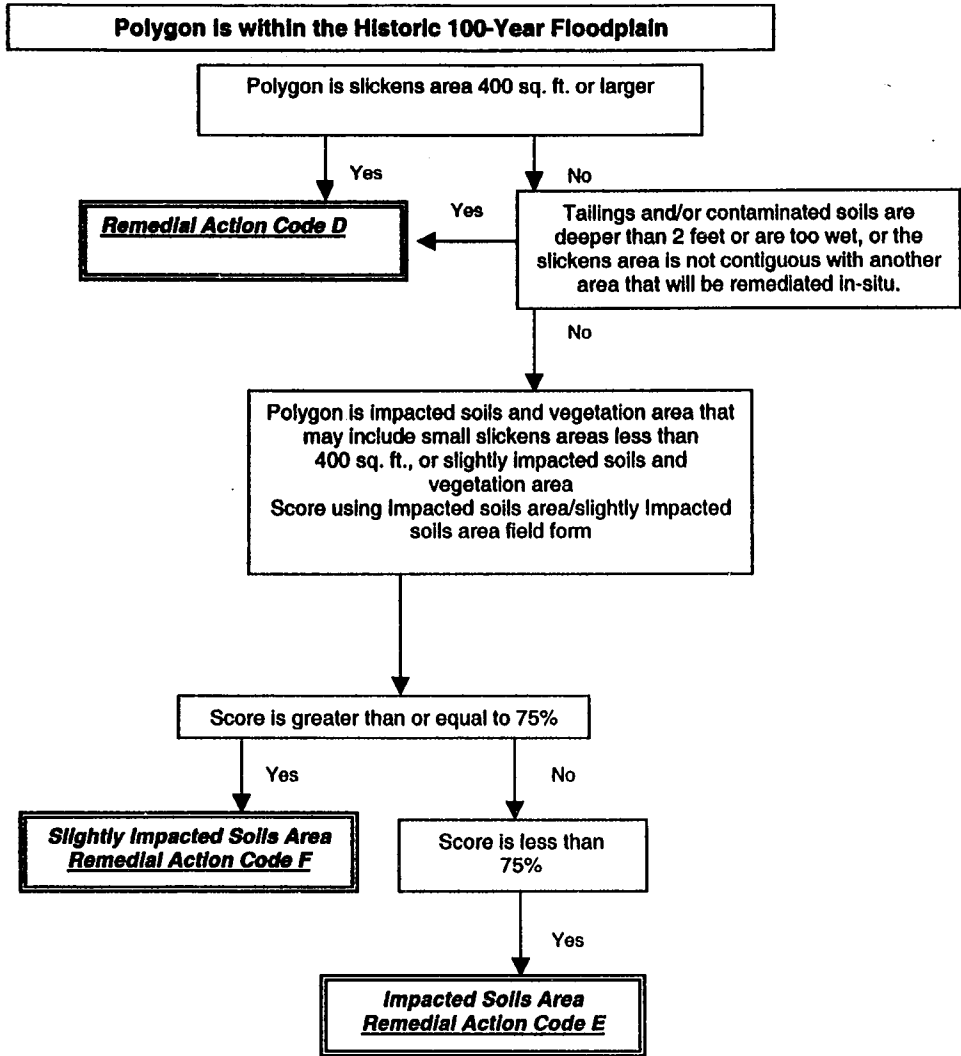 Polygon is within the Historic 100-Year Floodplain
Polygon is slickens area 400 sq. ft. or larger
Yes
No
Remedial Action Code D
Yes
Tailings and/or contaminated soils are
deeper than 2 feet or are too wet, or the
slickens area is not contiguous with another
area that will be remediated in-situ.
No
Polygon is impacted soils and vegetation area that
may include small slickens areas less than
400 sq. ft., or slightly impacted soils and
vegetation area
Score using Impacted soils area/slightly Impacted
soils area field form
Score is greater than or equal to 75%
Yes
No
Slightly Impacted Soils Area
Remedial Action Code F
Score is less than
75%
Yes
Impacted Soils Area
Remedial Action Code E